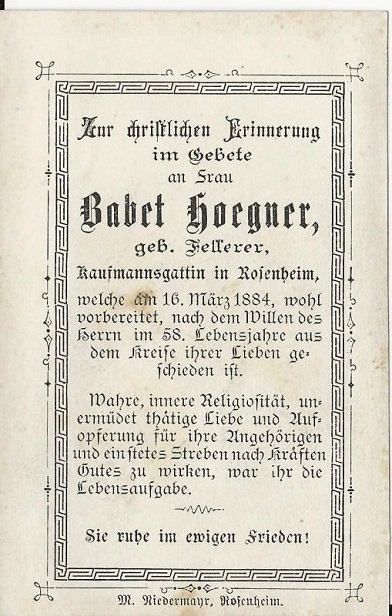 Zur christlichen Erinnerung
im Gebete
an Frau
Babet Hoegner,
geb. Fellerer,
Kaufmannsgattin in Rosenheim,
welche am 16. März 1884, wohl
vorbereitet, nach dem Willen des
Herrn im 58. Lebensjahre aus
dem Kreise ihrer Lieben ge-
schieden ist.
Wahre, innere Religiosität, un-
ermüdet thätige Liebe und Auf-
opferung für ihre Angehörigen
und ein stetes Streben nach Kräften
Gutes zu wirken, war ihr die
Lebensaufgabe.
Sie ruhe im ewigen Frieden!
M. Niedermayr, Rosenheim.